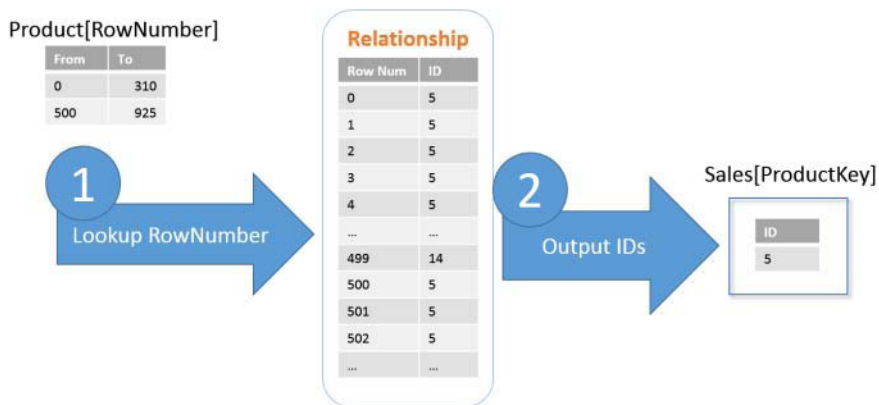 Product[RowNumber]
From To
0 310
500 925
1
Lookup RowNumber
Relationship
Row Num ID
0 5
1 5
2 5
3 5
4 5
... ...
499 14
500 5
501 5
502 5
... ...
2
Output IDs
Sales[ProductKey]
ID
5